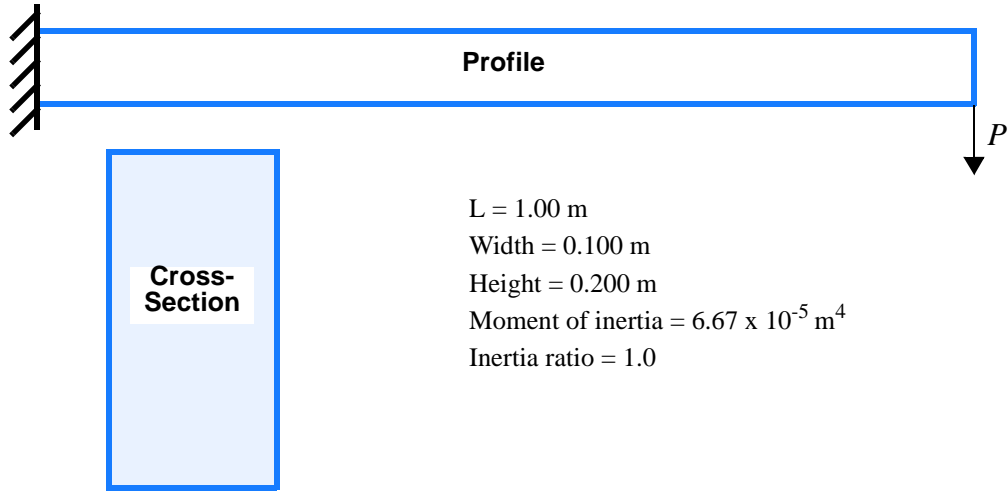 Profile
P
Cross-
Section
L = 1.00 m
Width = 0.100 m
Height = 0.200 m
Moment of inertia = 6.67 x 10⁻⁵ m⁴
Inertia ratio = 1.0